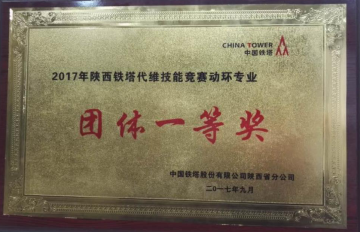 CHINA TOWER
中国铁塔
2017年陕西铁塔代维技能竞赛动环专业
团体一等奖
中国铁塔股份有限公司陕西省分公司
二〇一七年九月